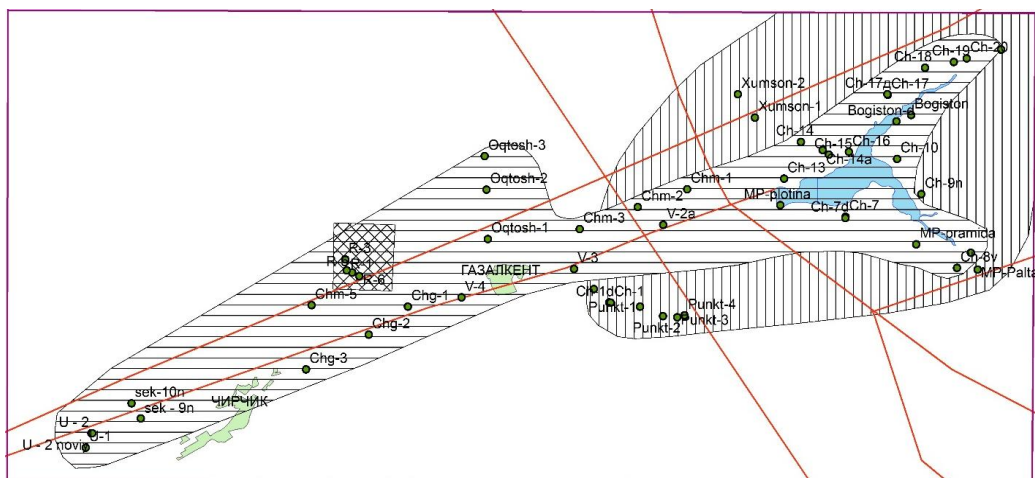 Ch-20
Ch-19
Ch-18
Ch-17п
Ch-17
Xumson-2
Bogiston
Bogiston-d
Xumson-1
Ch-14
Ch-15
Ch-16
Ch-14a
Ch-10
Oqtosh-3
Ch-13
Oqtosh-2
Chm-1
Ch-9n
MP-plotina
Chm-2
Ch-7d
Ch-7
V-2a
Chm-3
Oqtosh-1
MP-pramida
R-3
R-1
R-6
V-3
ГАЗАЛКЕНТ
Ch-8v
MP-Palta
V-4
Chg-1
Chm-5
Ch-1d
Ch-1
Punkt-1
Punkt-4
Punkt-2
Punkt-3
Chg-2
Chg-3
sek-10n
ЧИРЧИК
sek - 9n
U - 2
U-1
U - 2 noviy